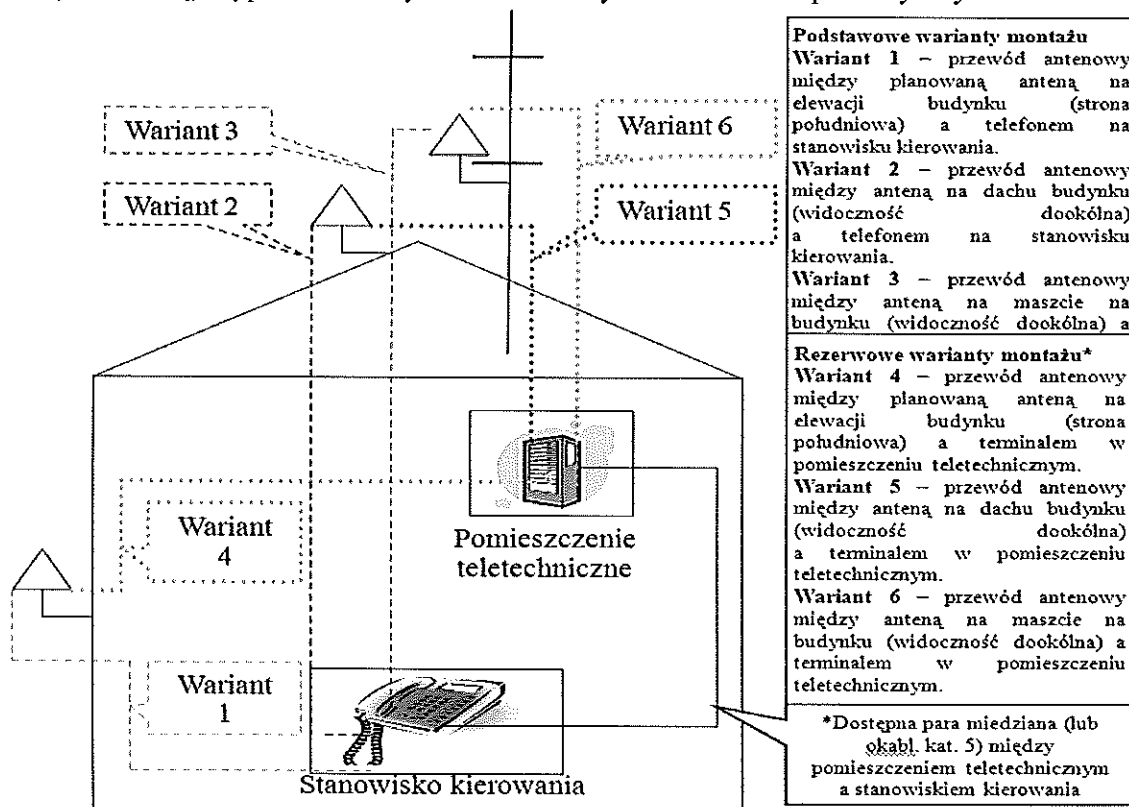 Wariant 3
Wariant 2
Wariant 6
Wariant 5
Wariant
4
Pomieszczenie
teletechniczne
Wariant
1
Stanowisko kierowania
Podstawowe warianty montażu
Wariant 1 – przewód antenowy
między planowaną anteną na
elewacji budynku (strona
południowa) a telefonem na
stanowisku kierowania.
Wariant 2 – przewód antenowy
między anteną na dachu budynku
(widoczność dookólna)
a telefonem na stanowisku
kierowania.
Wariant 3 – przewód antenowy
między anteną na maszcie na
budynku (widoczność dookólna) a
Rezerwowe warianty montażu*
Wariant 4 – przewód antenowy
między planowaną anteną na
elewacji budynku (strona
południowa) a terminalem w
pomieszczeniu teletechnicznym.
Wariant 5 – przewód antenowy
między anteną na dachu budynku
(widoczność dookólna)
a terminalem w pomieszczeniu
teletechnicznym.
Wariant 6 – przewód antenowy
między anteną na maszcie na
budynku (widoczność dookólna) a
terminalem w pomieszczeniu
teletechnicznym.
*Dostępna para miedziana (lub
okabl. kat. 5) między
pomieszczeniem teletechnicznym
a stanowiskiem kierowania